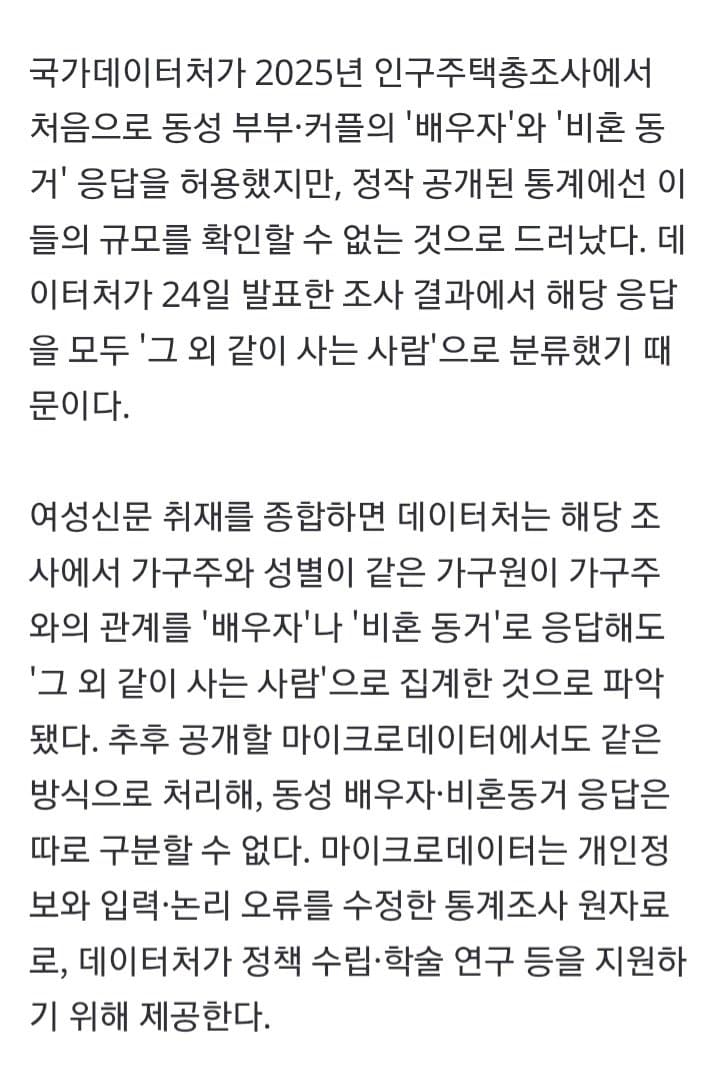 국가데이터처가 2025년 인구주택총조사에서
처음으로 동성 부부·커플의 '배우자'와 '비혼 동
거' 응답을 허용했지만, 정작 공개된 통계에선 이
들의 규모를 확인할 수 없는 것으로 드러났다. 데
이터처가 24일 발표한 조사 결과에서 해당 응답
을 모두 '그 외 같이 사는 사람'으로 분류했기 때
문이다.
여성신문 취재를 종합하면 데이터처는 해당 조
사에서 가구주와 성별이 같은 가구원이 가구주
와의 관계를 '배우자'나 '비혼 동거'로 응답해도
'그 외 같이 사는 사람'으로 집계한 것으로 파악
됐다. 추후 공개할 마이크로데이터에서도 같은
방식으로 처리해, 동성 배우자·비혼동거 응답은
따로 구분할 수 없다. 마이크로데이터는 개인정
보와 입력·논리 오류를 수정한 통계조사 원자료
로, 데이터처가 정책 수립·학술 연구 등을 지원하
기 위해 제공한다.